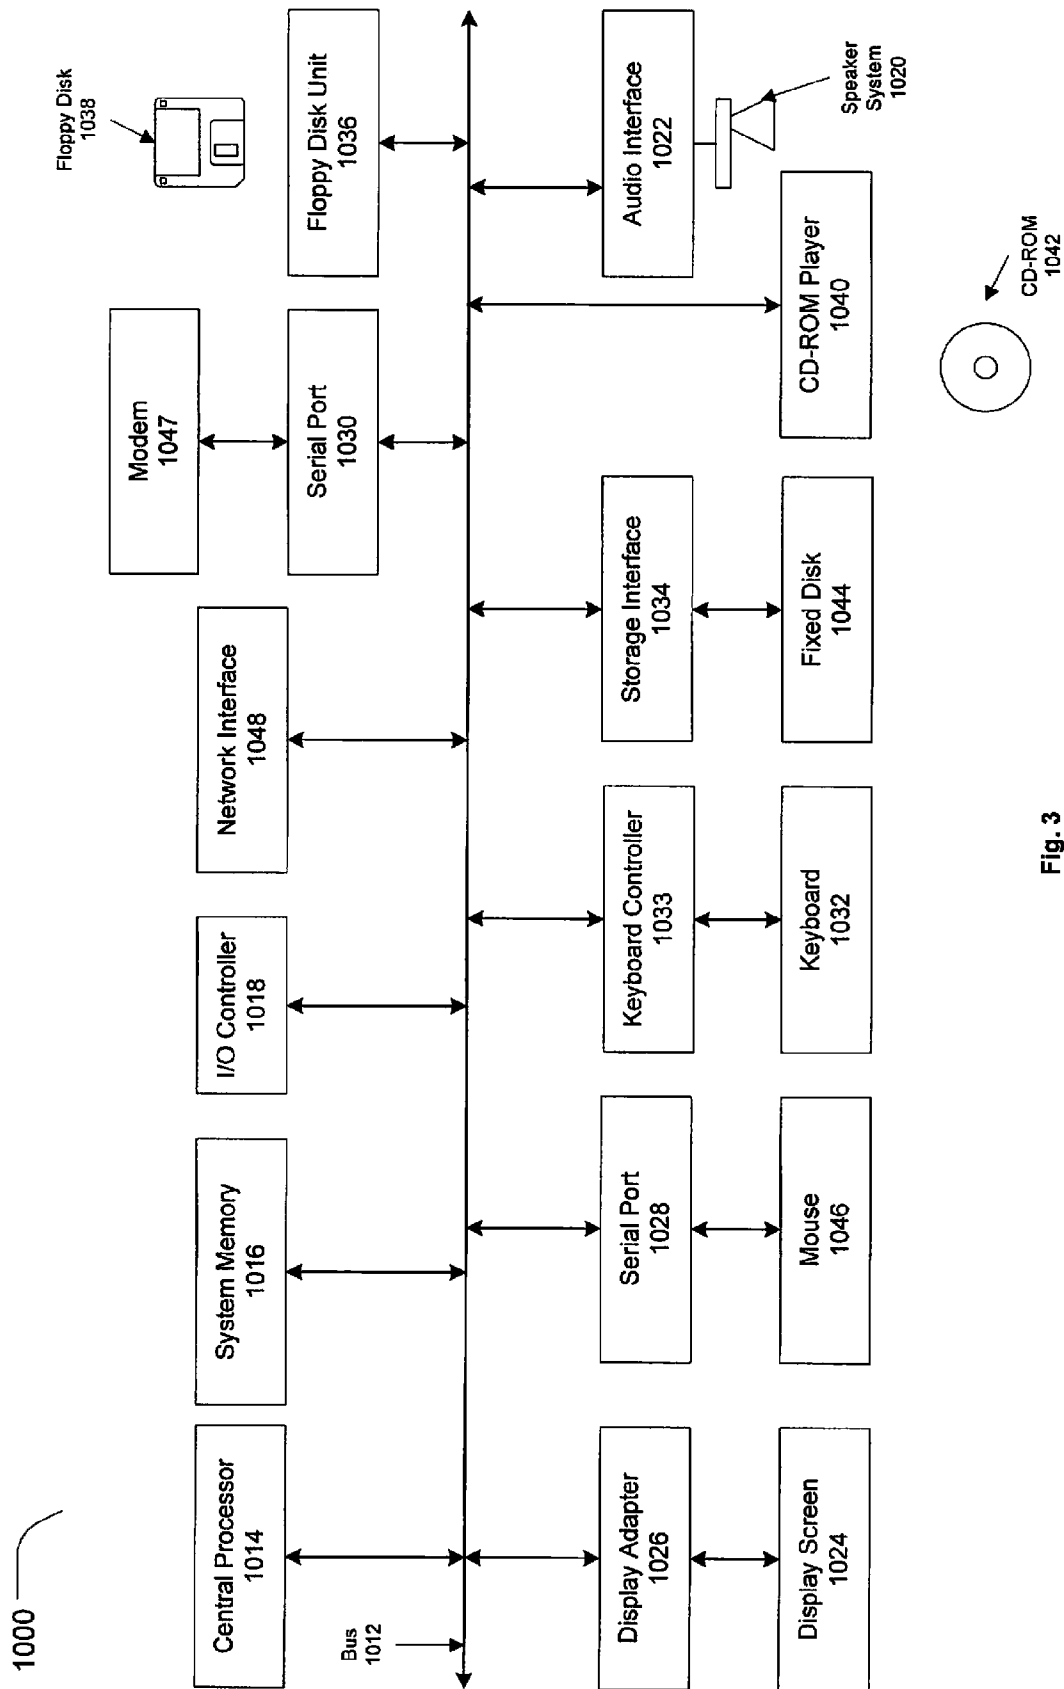 1000
Floppy Disk
1038
Modem
1047
Central Processor
1014
System Memory
1016
I/O Controller
1018
Network Interface
1048
Serial Port
1030
Floppy Disk Unit
1036
Bus
1012
Display Adapter
1026
Serial Port
1028
Keyboard Controller
1033
Storage Interface
1034
Audio Interface
1022
Speaker
System
1020
Display Screen
1024
Mouse
1046
Keyboard
1032
Fixed Disk
1044
CD-ROM Player
1040
CD-ROM
1042
Fig. 3